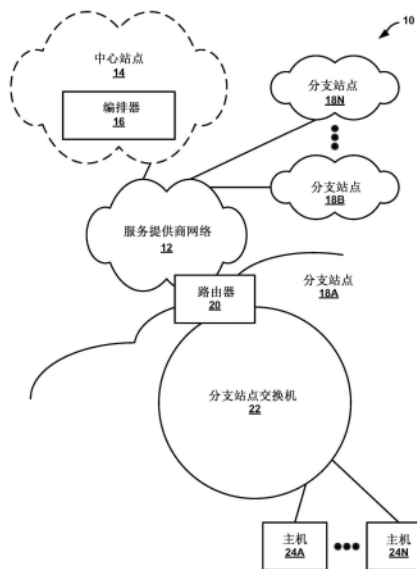 10
中心站点
14
编排器
16
分支站点
18N
分支站点
18B
服务提供商网络
12
路由器
20
分支站点
18A
分支站点交换机
22
主机
24A
主机
24N